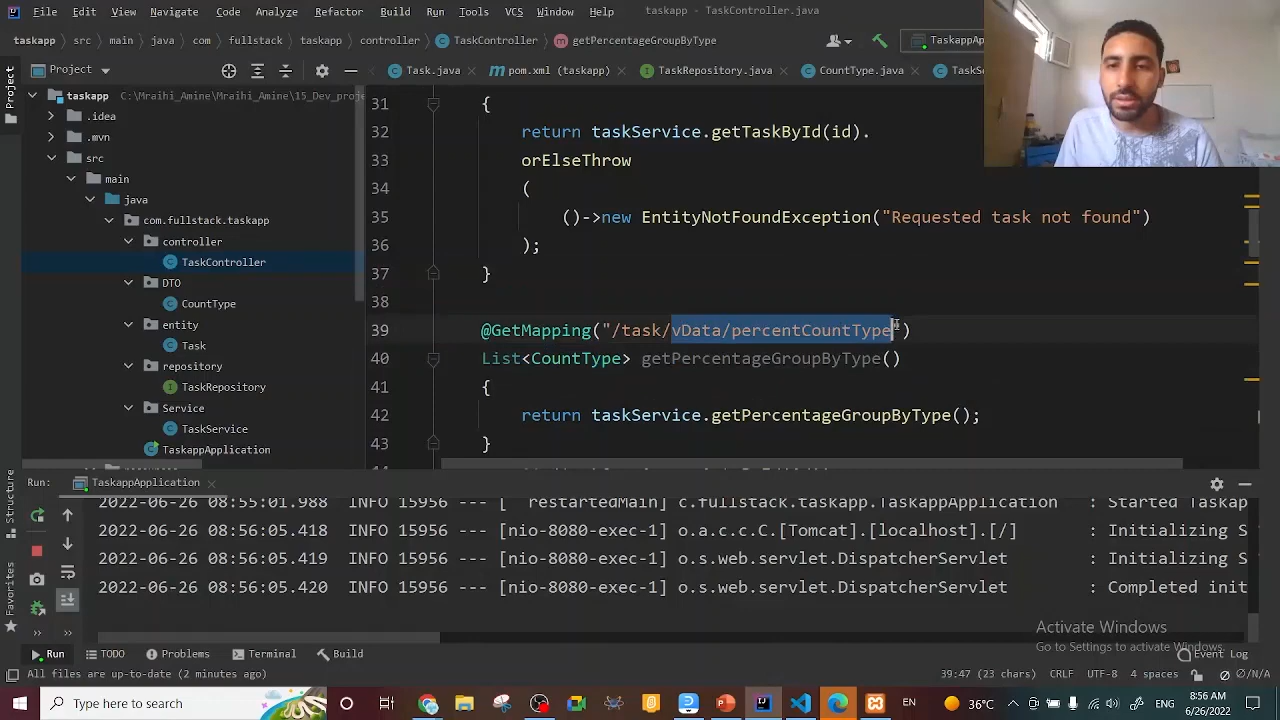 File Edit View Navigate Code Refactor Build Run Tools VCS Window Help taskapp - TaskController.java
taskapp src main java com fullstack taskapp controller TaskController getPercentageGroupByType TaskappA
Project Task.java pom.xml (taskapp) TaskRepository.java CountType.java TaskSe
Project
taskapp C:\Mraihi_Amine\Mraihi_Amine\15_Dev_proje
.idea
.mvn
src
main
java
com.fullstack.taskapp
controller
TaskController
DTO
CountType
entity
Task
repository
TaskRepository
Service
TaskService
TaskappApplication
31 {
32 return taskService.getTaskById(id).
33 orElseThrow
34 (
35 ()->new EntityNotFoundException("Requested task not found")
36 );
37 }
38
39 @GetMapping("/task/vData/percentCountType")
40 List<CountType> getPercentageGroupByType()
41 {
42 return taskService.getPercentageGroupByType();
43 }
Run: TaskappApplication
Structure
Favorites
2022-06-26 08:55:01.988 INFO 15956 --- [ restartedMain] c.fullstack.taskapp.TaskappApplication : Started Taskap
2022-06-26 08:56:05.418 INFO 15956 --- [nio-8080-exec-1] o.a.c.c.C.[Tomcat].[localhost].[/] : Initializing S
2022-06-26 08:56:05.419 INFO 15956 --- [nio-8080-exec-1] o.s.web.servlet.DispatcherServlet : Initializing S
2022-06-26 08:56:05.420 INFO 15956 --- [nio-8080-exec-1] o.s.web.servlet.DispatcherServlet : Completed init
Activate Windows
Go to Settings to activate Windows.
Run TODO Problems Terminal Build Event Log
All files are up-to-date (2 minutes ago) 39:47 (23 chars) CRLF UTF-8 4 spaces Ø/N/A
Type here to search 36°C ENG 8:56 AM
6/26/2022